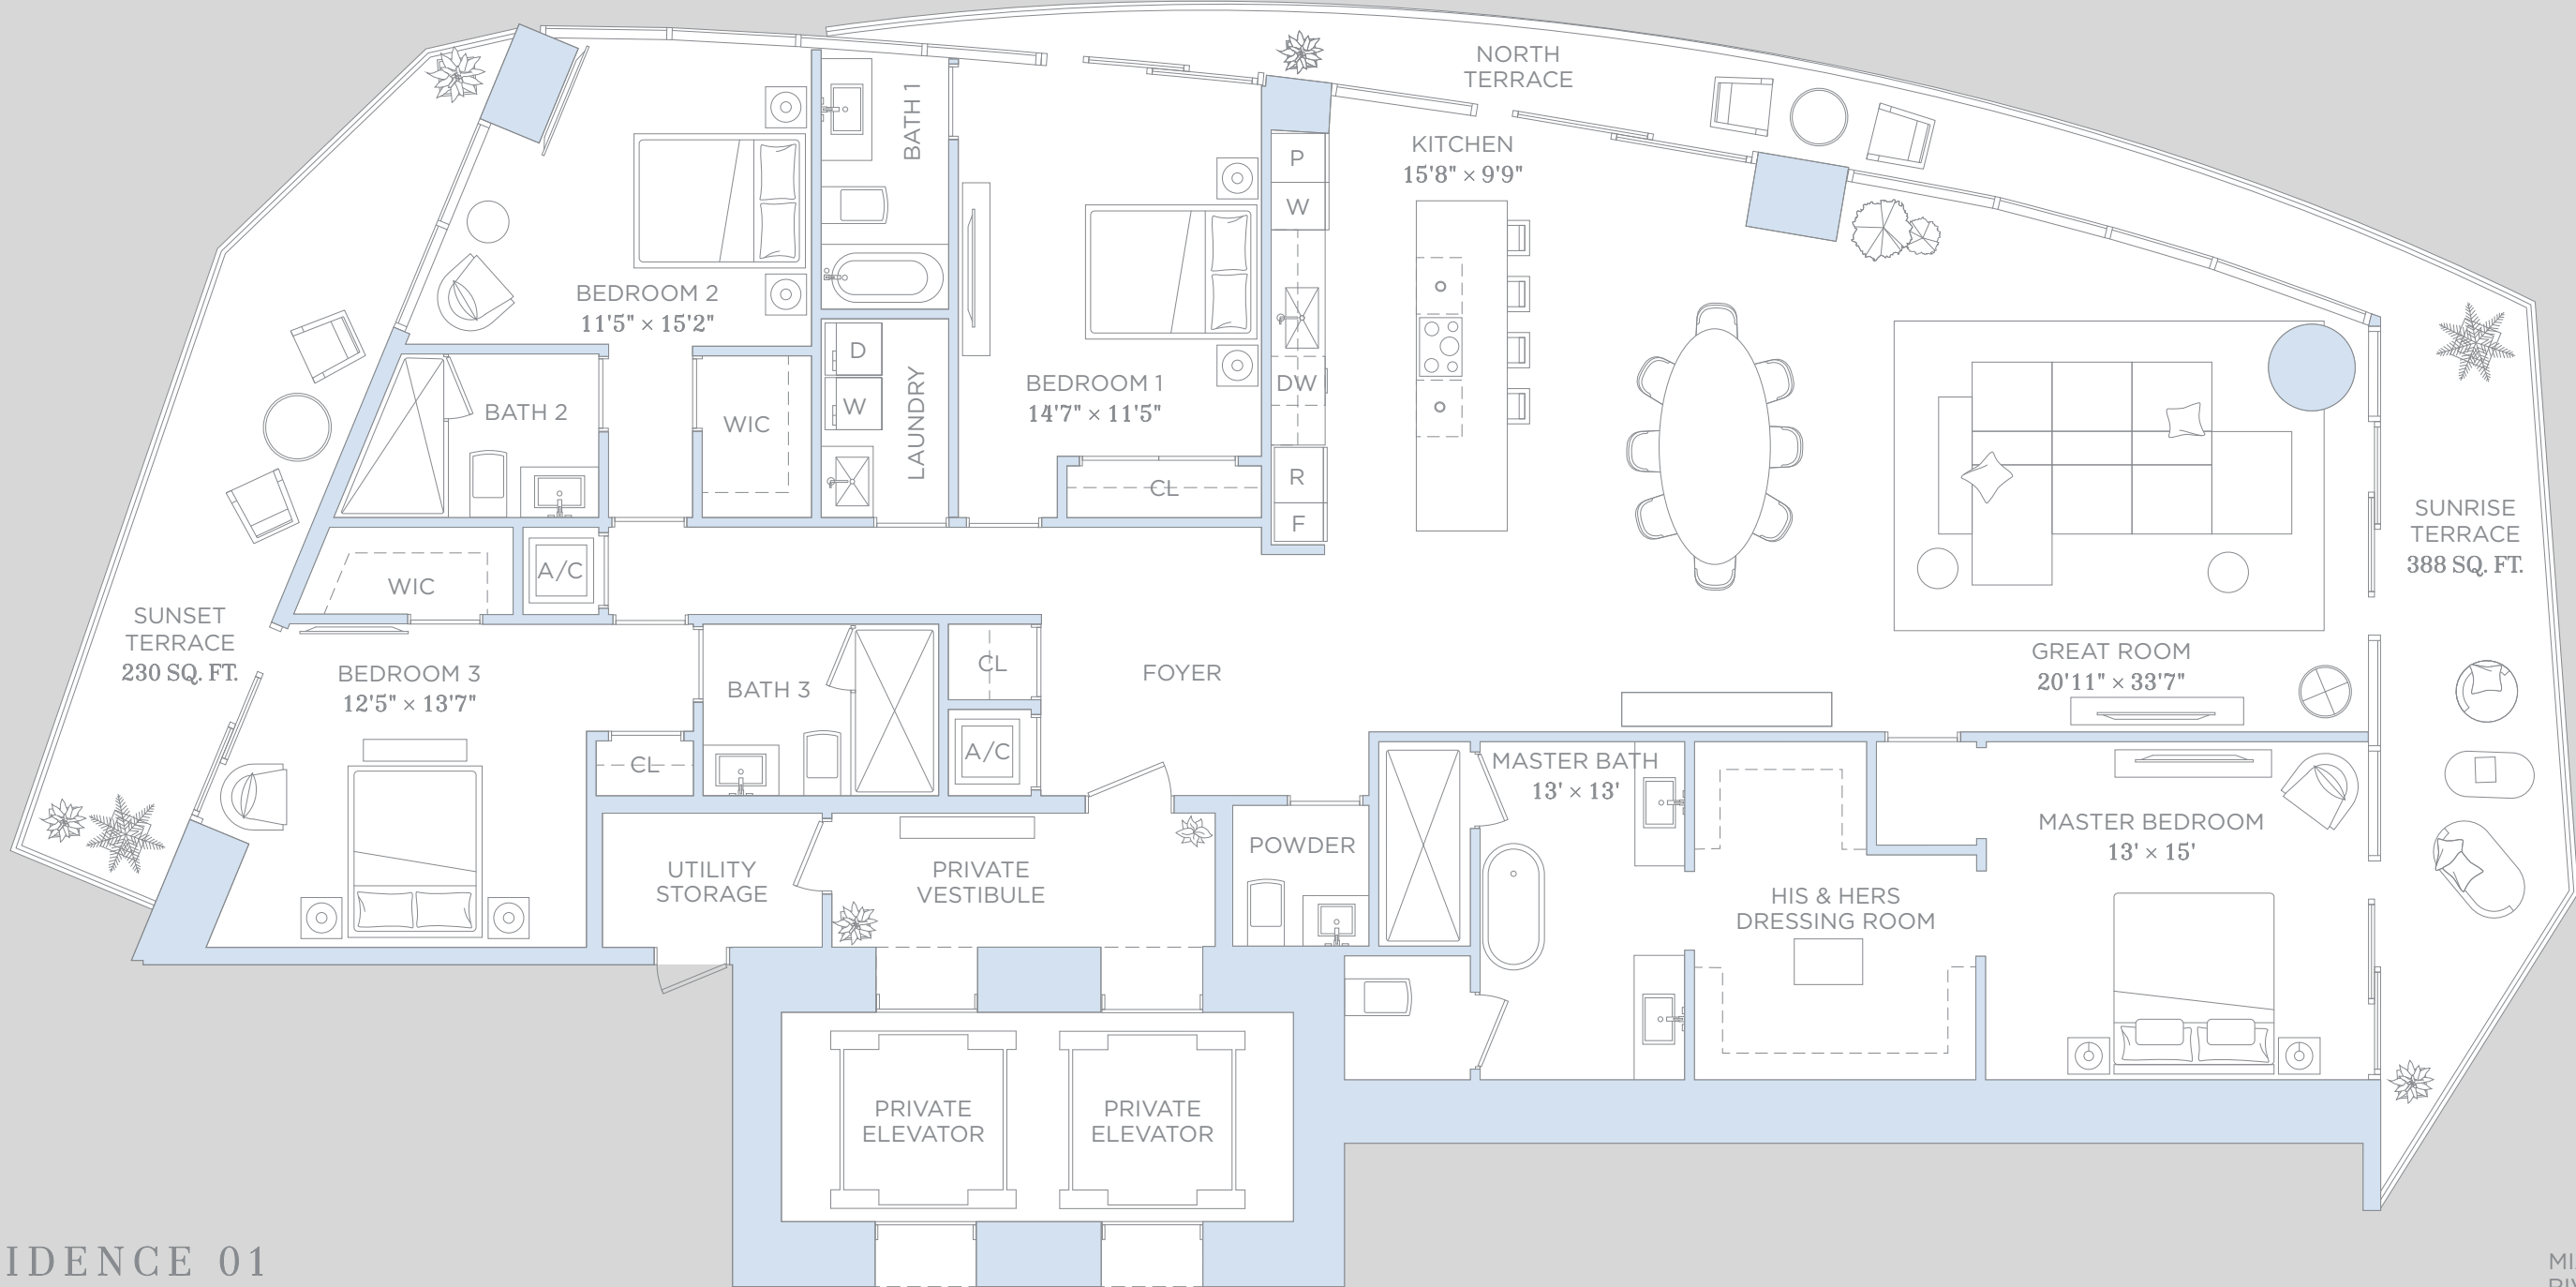 NORTH
TERRACE
BATH 1
P
W
KITCHEN
15'8" × 9'9"
BEDROOM 2
11'5" × 15'2"
D
W
LAUNDRY
BEDROOM 1
14'7" × 11'5"
DW
BATH 2
WIC
CL
R
F
SUNRISE
TERRACE
388 SQ. FT.
WIC
A/C
SUNSET
TERRACE
230 SQ. FT.
BEDROOM 3
12'5" × 13'7"
BATH 3
CL
FOYER
GREAT ROOM
20'11" × 33'7"
CL
A/C
MASTER BATH
13' × 13'
MASTER BEDROOM
13' × 15'
UTILITY
STORAGE
PRIVATE
VESTIBULE
POWDER
HIS & HERS
DRESSING ROOM
PRIVATE
ELEVATOR
PRIVATE
ELEVATOR
IDENCE 01
MI